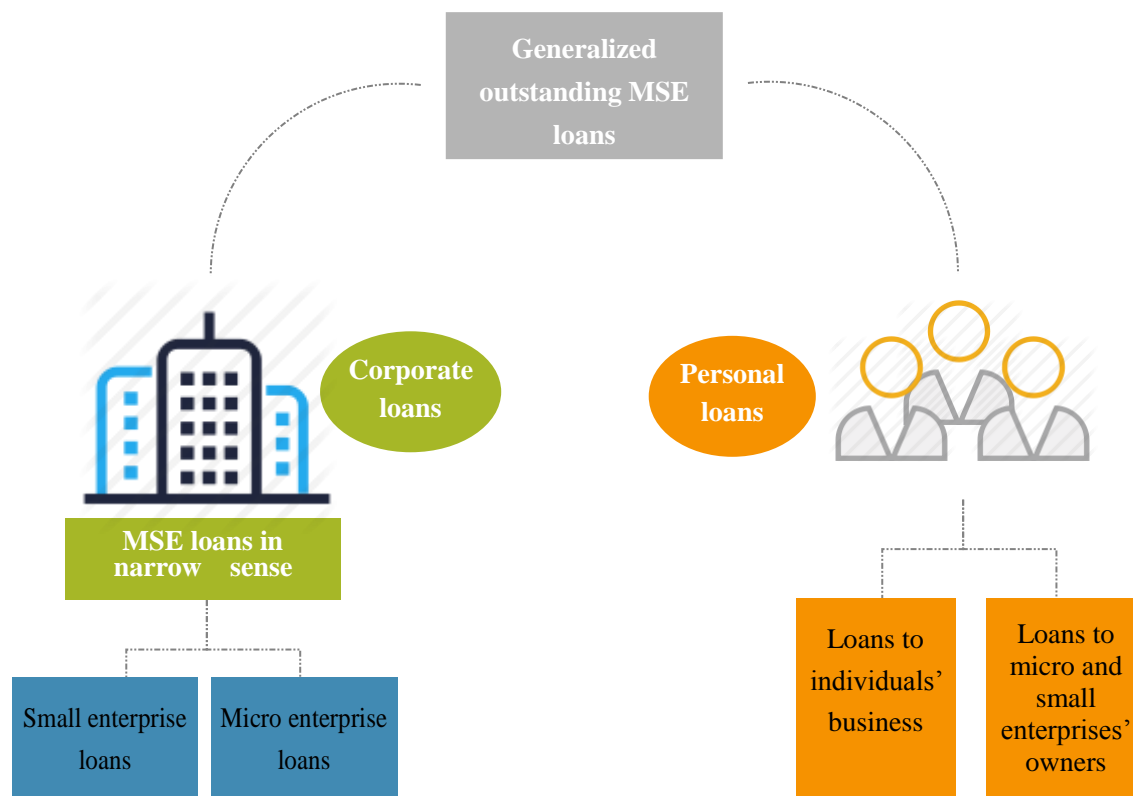 Generalized
outstanding MSE
loans
Corporate
loans
Personal
loans
MSE loans in
narrow sense
Small enterprise
loans
Micro enterprise
loans
Loans to
individuals’
business
Loans to
micro and
small
enterprises’
owners